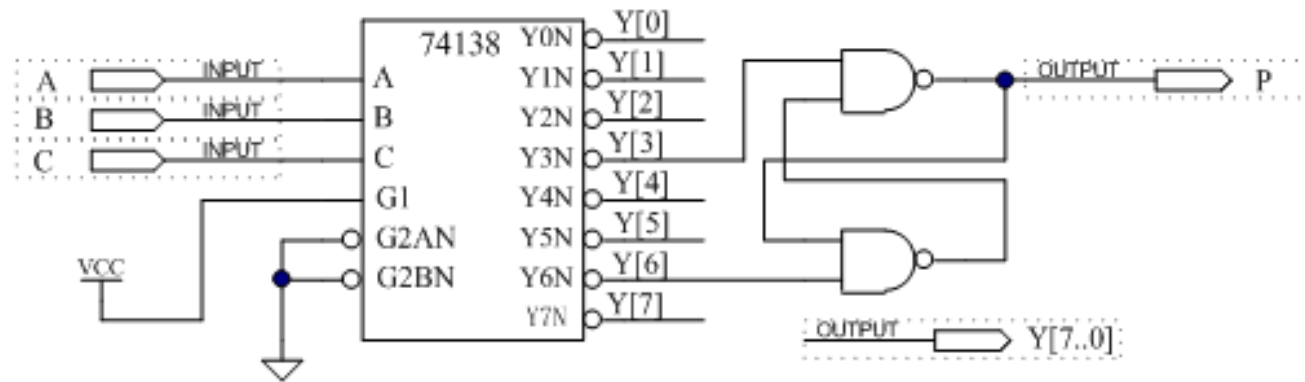 Y[0]
74138 Y0N
A INPUT A Y1N Y[1] OUTPUT P
B INPUT B Y2N Y[2]
C INPUT C Y3N Y[3]
G1 Y4N Y[4]
G2AN Y5N Y[5]
VCC G2BN Y6N Y[6]
Y7N Y[7]
OUTPUT Y[7..0]